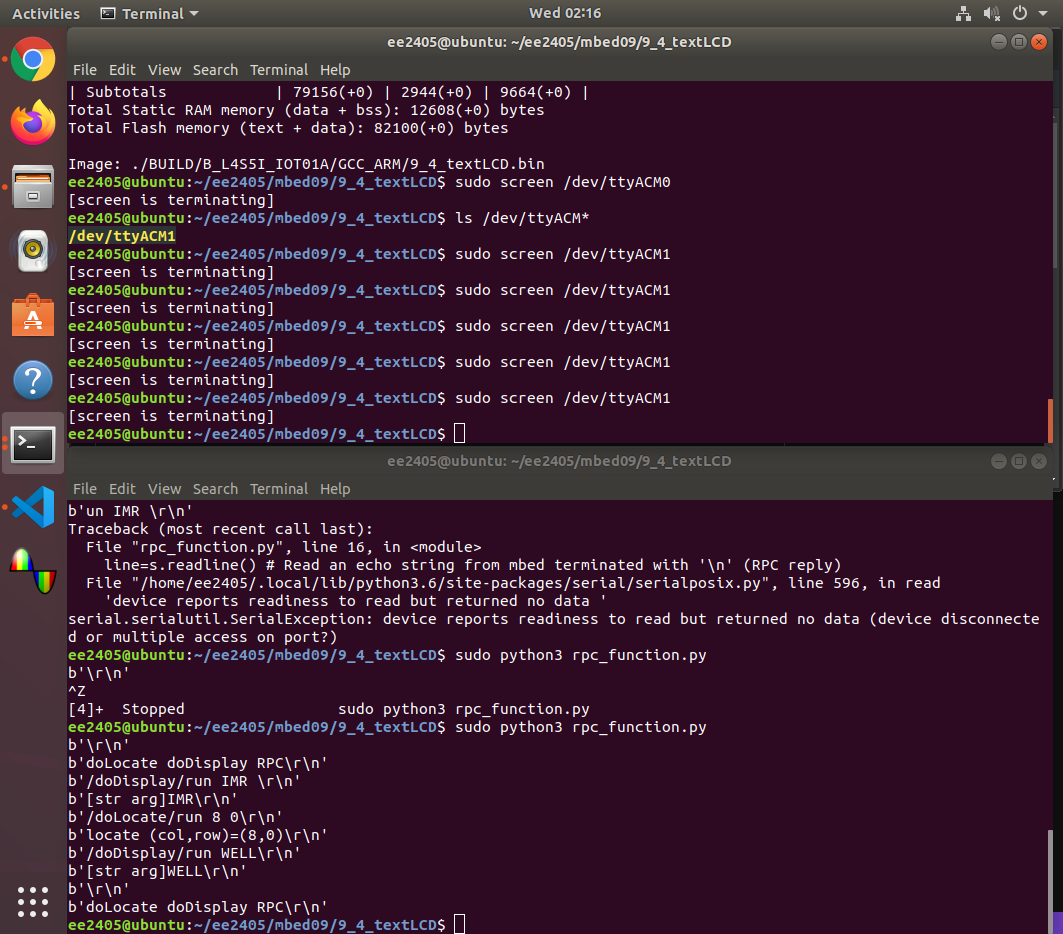 Activities Terminal Wed 02:16
ee2405@ubuntu: ~/ee2405/mbed09/9_4_textLCD
File Edit View Search Terminal Help
| Subtotals | 79156(+0) | 2944(+0) | 9664(+0) |
Total Static RAM memory (data + bss): 12608(+0) bytes
Total Flash memory (text + data): 82100(+0) bytes
Image: ./BUILD/B_L4S5I_IOT01A/GCC_ARM/9_4_textLCD.bin
ee2405@ubuntu:~/ee2405/mbed09/9_4_textLCD$ sudo screen /dev/ttyACM0
[screen is terminating]
ee2405@ubuntu:~/ee2405/mbed09/9_4_textLCD$ ls /dev/ttyACM*
/dev/ttyACM1
ee2405@ubuntu:~/ee2405/mbed09/9_4_textLCD$ sudo screen /dev/ttyACM1
[screen is terminating]
ee2405@ubuntu:~/ee2405/mbed09/9_4_textLCD$ sudo screen /dev/ttyACM1
[screen is terminating]
ee2405@ubuntu:~/ee2405/mbed09/9_4_textLCD$ sudo screen /dev/ttyACM1
[screen is terminating]
ee2405@ubuntu:~/ee2405/mbed09/9_4_textLCD$ sudo screen /dev/ttyACM1
[screen is terminating]
ee2405@ubuntu:~/ee2405/mbed09/9_4_textLCD$ sudo screen /dev/ttyACM1
[screen is terminating]
ee2405@ubuntu:~/ee2405/mbed09/9_4_textLCD$
ee2405@ubuntu: ~/ee2405/mbed09/9_4_textLCD
File Edit View Search Terminal Help
b'un IMR \r\n'
Traceback (most recent call last):
  File "rpc_function.py", line 16, in <module>
    line=s.readline() # Read an echo string from mbed terminated with '\n' (RPC reply)
  File "/home/ee2405/.local/lib/python3.6/site-packages/serial/serialposix.py", line 596, in read
    'device reports readiness to read but returned no data '
serial.serialutil.SerialException: device reports readiness to read but returned no data (device disconnecte
d or multiple access on port?)
ee2405@ubuntu:~/ee2405/mbed09/9_4_textLCD$ sudo python3 rpc_function.py
b'\r\n'
^Z
[4]+  Stopped                 sudo python3 rpc_function.py
ee2405@ubuntu:~/ee2405/mbed09/9_4_textLCD$ sudo python3 rpc_function.py
b'\r\n'
b'doLocate doDisplay RPC\r\n'
b'/doDisplay/run IMR \r\n'
b'[str arg]IMR\r\n'
b'/doLocate/run 8 0\r\n'
b'locate (col,row)=(8,0)\r\n'
b'/doDisplay/run WELL\r\n'
b'[str arg]WELL\r\n'
b'\r\n'
b'doLocate doDisplay RPC\r\n'
ee2405@ubuntu:~/ee2405/mbed09/9_4_textLCD$